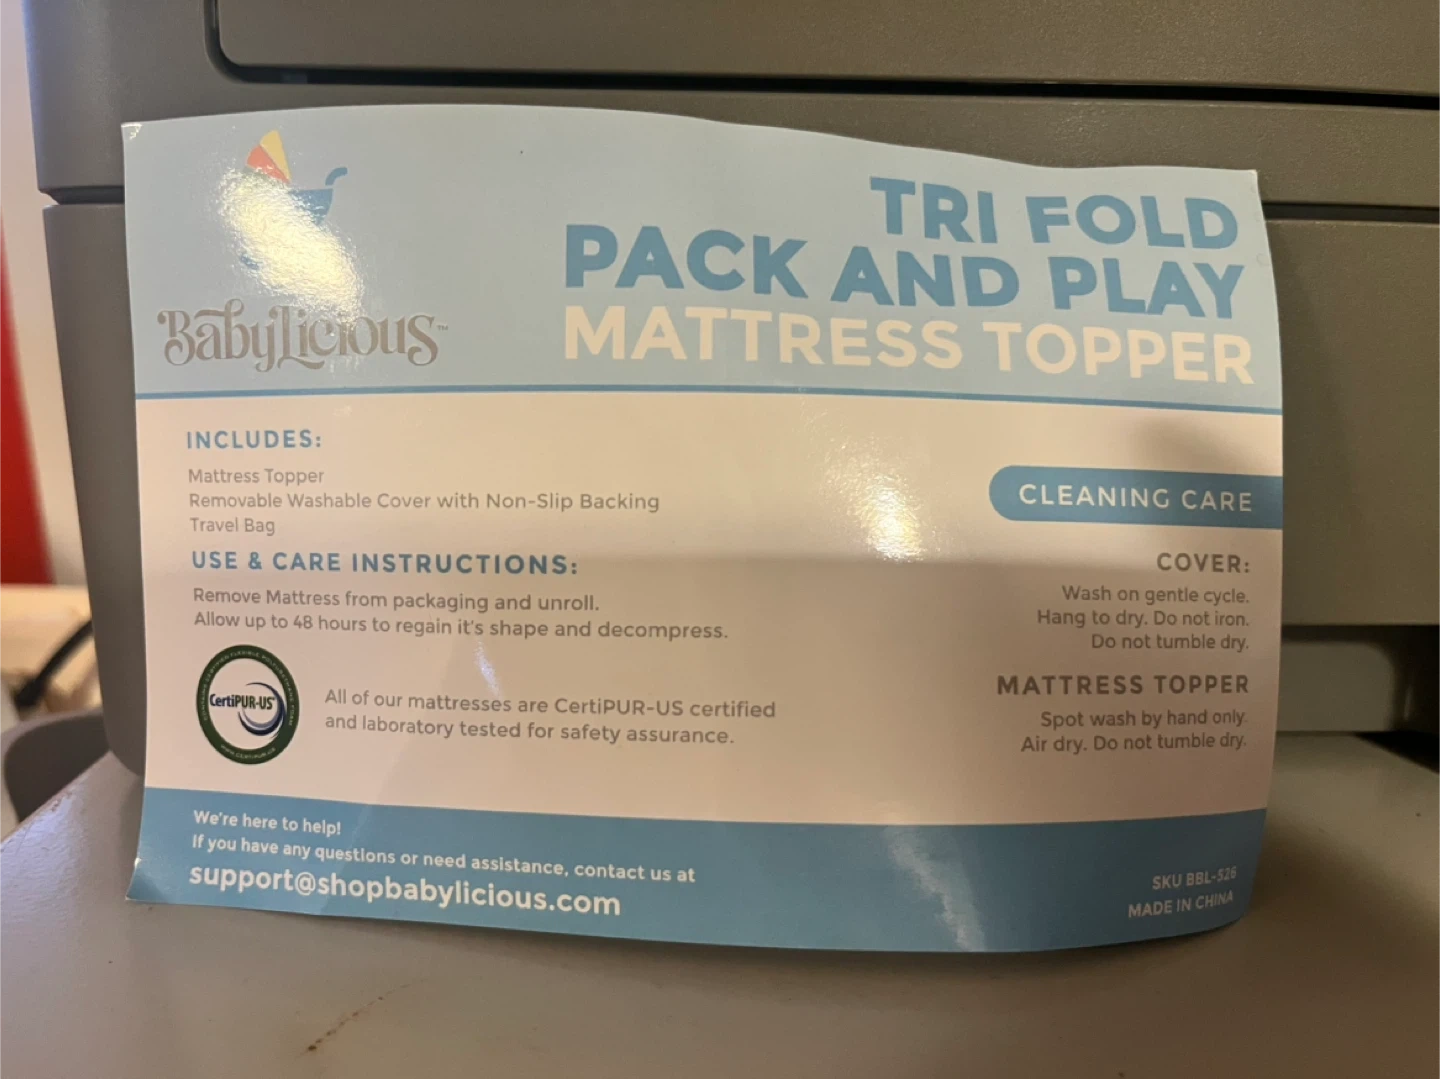 BabyLicious™
TRI FOLD
PACK AND PLAY
MATTRESS TOPPER
INCLUDES:
Mattress Topper
Removable Washable Cover with Non-Slip Backing
Travel Bag
USE & CARE INSTRUCTIONS:
Remove Mattress from packaging and unroll.
Allow up to 48 hours to regain it's shape and decompress.
CertiPUR-US
All of our mattresses are CertiPUR-US certified
and laboratory tested for safety assurance.
CLEANING CARE
COVER:
Wash on gentle cycle.
Hang to dry. Do not iron.
Do not tumble dry.
MATTRESS TOPPER
Spot wash by hand only.
Air dry. Do not tumble dry.
We're here to help!
If you have any questions or need assistance, contact us at
support@shopbabylicious.com
SKU BBL-526
MADE IN CHINA